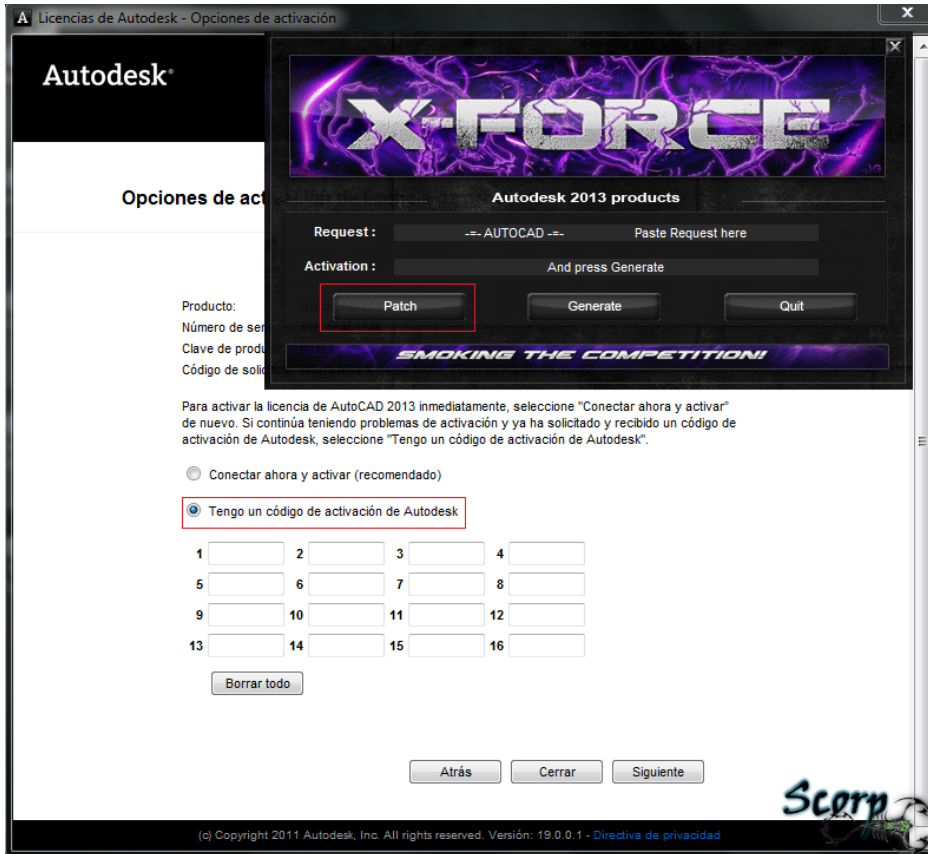 A Licencias de Autodesk - Opciones de activación
X
Autodesk®
X
X-FORCE
JG
Autodesk 2013 products
Opciones de act
Request :
-=- AUTOCAD -=- Paste Request here
Activation :
And press Generate
Patch
Generate
Quit
SMOKING THE COMPETITION!
Producto:
Número de ser
Clave de produ
Código de solic
Para activar la licencia de AutoCAD 2013 inmediatamente, seleccione "Conectar ahora y activar"
de nuevo. Si continúa teniendo problemas de activación y ya ha solicitado y recibido un código de
activación de Autodesk, seleccione "Tengo un código de activación de Autodesk".
Conectar ahora y activar (recomendado)
Tengo un código de activación de Autodesk
1 2 3 4
5 6 7 8
9 10 11 12
13 14 15 16
Borrar todo
Atrás Cerrar Siguiente
Scorp
(c) Copyright 2011 Autodesk, Inc. All rights reserved. Versión: 19.0.0.1 - Directiva de privacidad